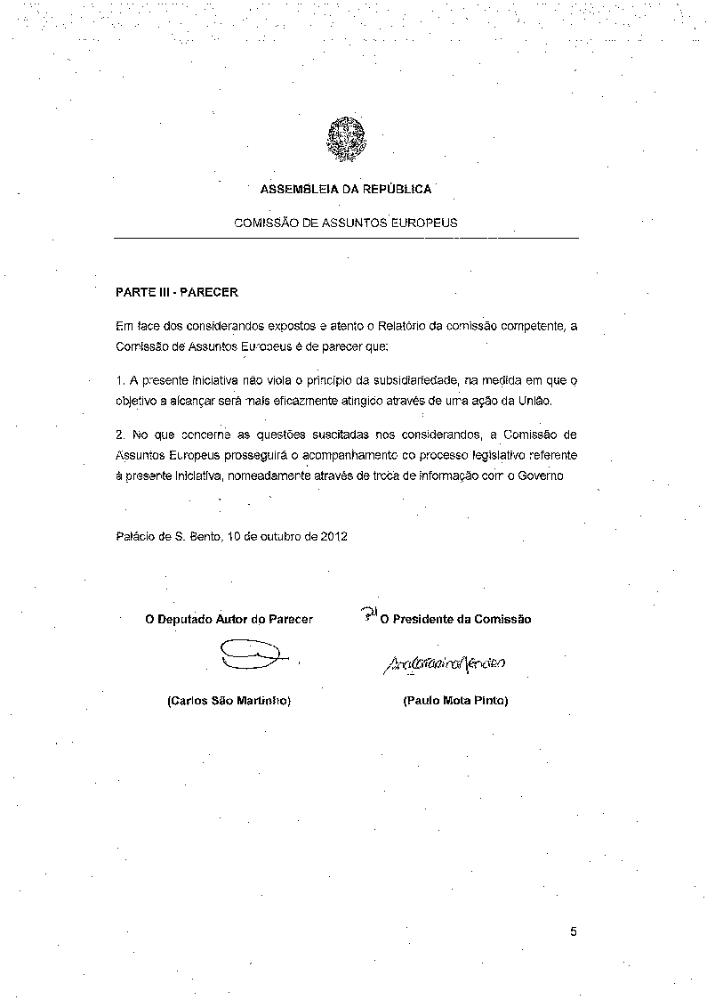 ASSEMBLEIA DA REPÚBLICA
COMISSÃO DE ASSUNTOS EUROPEUS
PARTE III - PARECER
Em face dos considerandos expostos e atento o Relatório da comissão competente, a
Comissão de Assuntos Europeus é de parecer que:
1. A presente iniciativa não viola o princípio da subsidiariedade, na medida em que o
objetivo a alcançar será mais eficazmente atingido através de uma ação da União.
2. No que concerne as questões suscitadas nos considerandos, a Comissão de
Assuntos Europeus prosseguirá o acompanhamento do processo legislativo referente
à presente iniciativa, nomeadamente através de troca de informação com o Governo
Palácio de S. Bento, 10 de outubro de 2012
O Deputado Autor do Parecer
O Presidente da Comissão
(Carlos São Martinho)
(Paulo Mota Pinto)
5